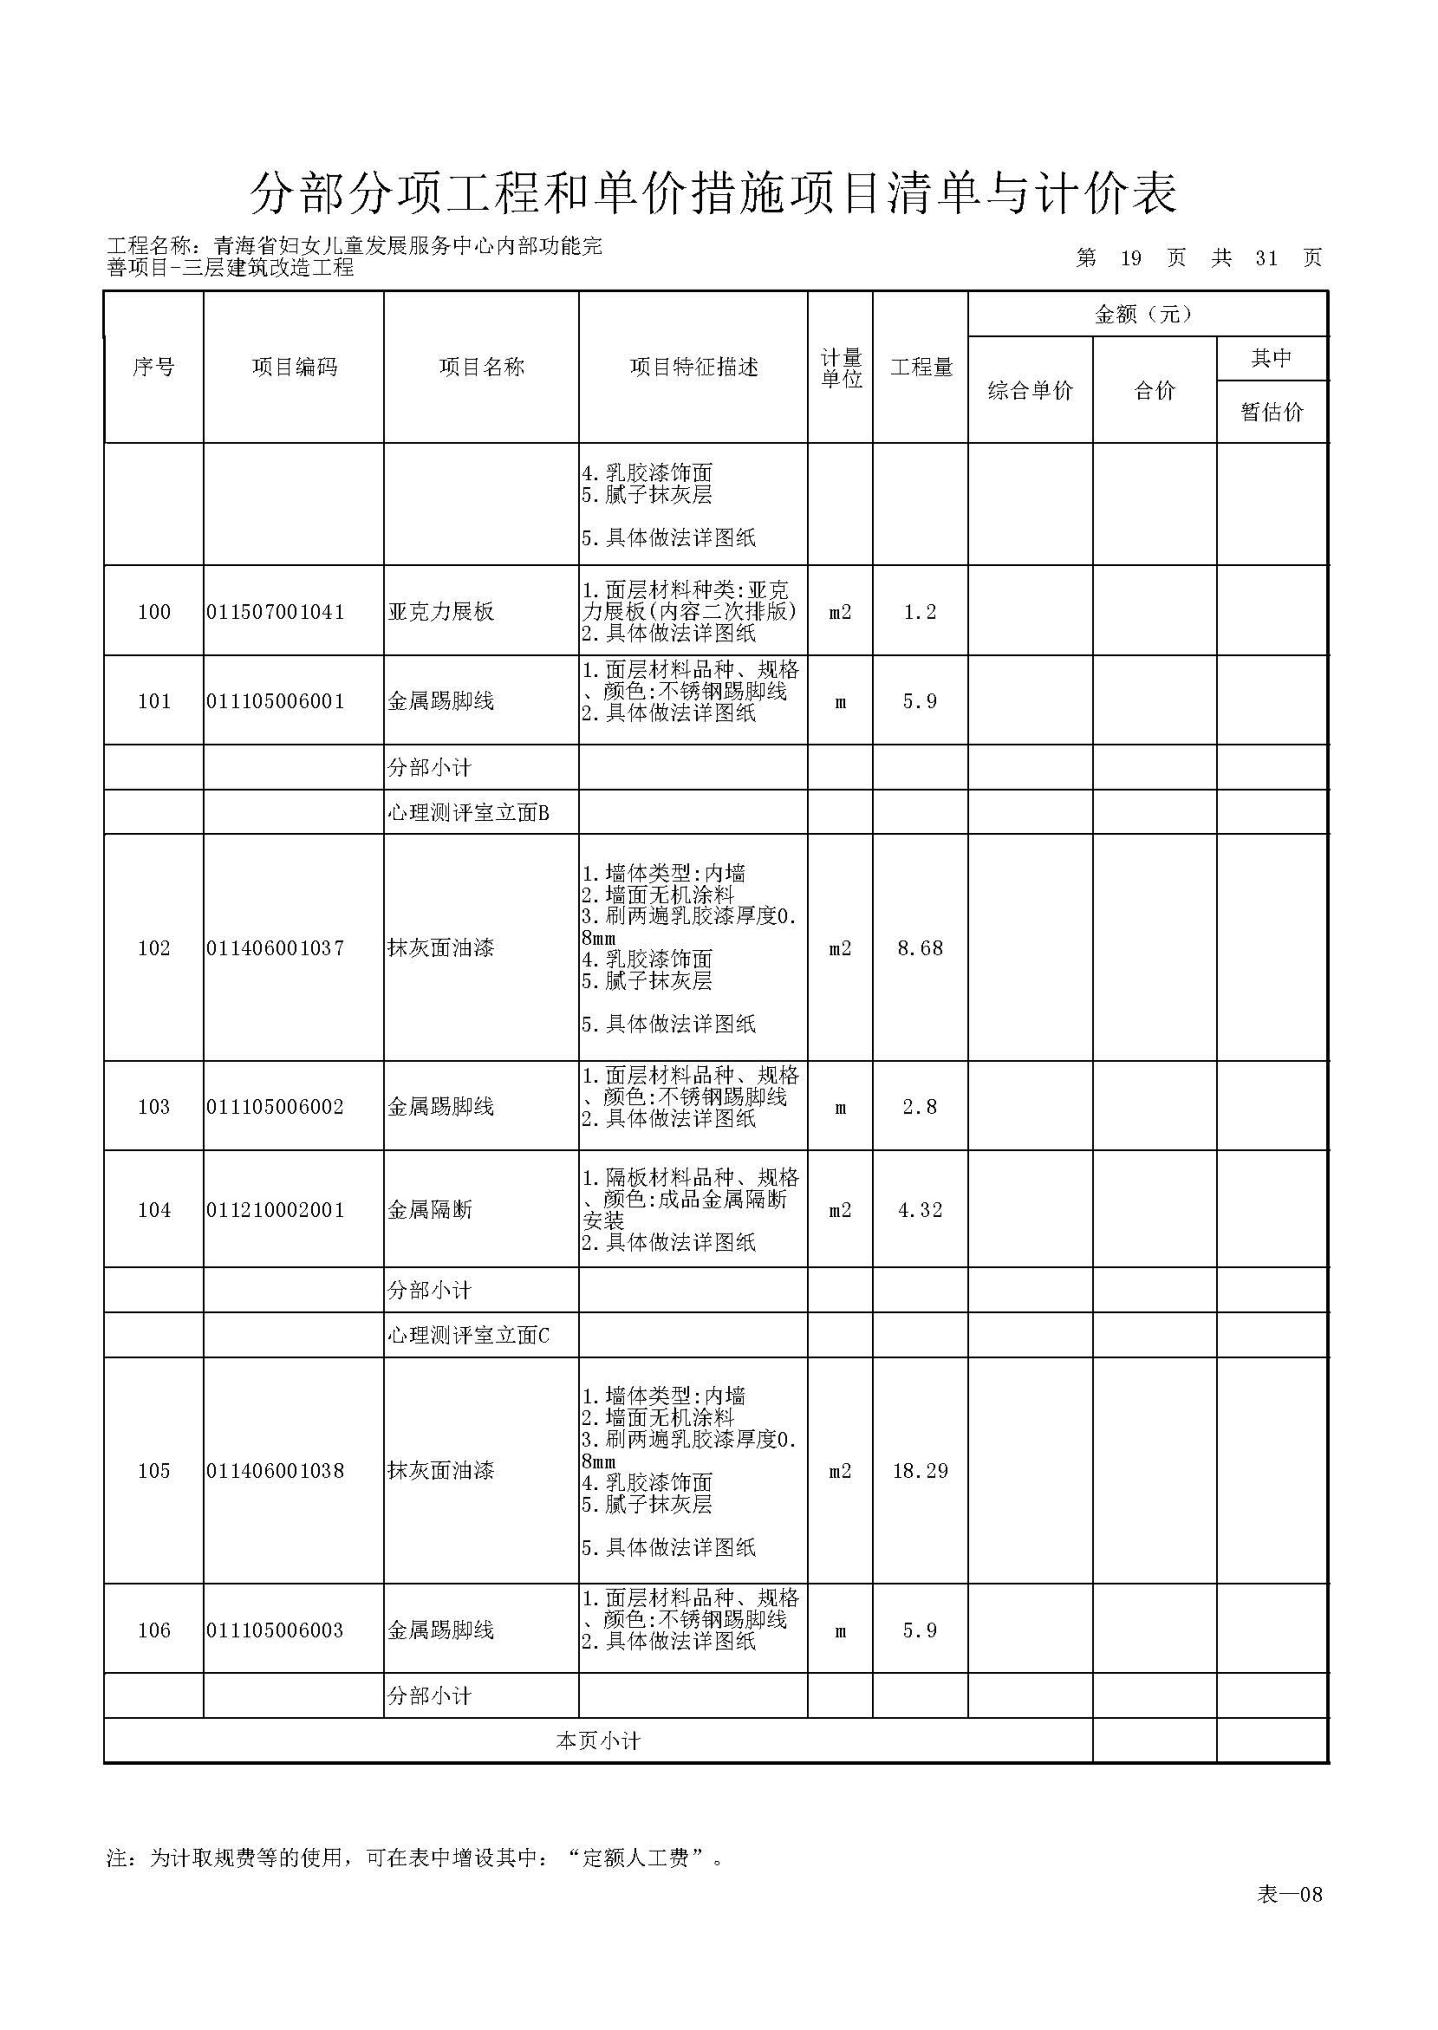 分部分项工程和单价措施项目清单与计价表
工程名称：青海省妇女儿童发展服务中心内部功能完
善项目-三层建筑改造工程
第 19 页 共 31 页
序号 项目编码 项目名称 项目特征描述 计量单位 工程量 金额（元）
综合单价 合价 其中
暂估价
4.乳胶漆饰面
5.腻子抹灰层
5.具体做法详图纸
100 011507001041 亚克力展板 1.面层材料种类:亚克
力展板(内容二次排版)
2.具体做法详图纸 m2 1.2
101 011105006001 金属踢脚线 1.面层材料品种、规格
、颜色:不锈钢踢脚线
2.具体做法详图纸 m 5.9
分部小计
心理测评室立面B
102 011406001037 抹灰面油漆 1.墙体类型:内墙
2.墙面无机涂料
3.刷两遍乳胶漆厚度0.
8mm
4.乳胶漆饰面
5.腻子抹灰层
5.具体做法详图纸 m2 8.68
103 011105006002 金属踢脚线 1.面层材料品种、规格
、颜色:不锈钢踢脚线
2.具体做法详图纸 m 2.8
104 011210002001 金属隔断 1.隔板材料品种、规格
、颜色:成品金属隔断
安装
2.具体做法详图纸 m2 4.32
分部小计
心理测评室立面C
105 011406001038 抹灰面油漆 1.墙体类型:内墙
2.墙面无机涂料
3.刷两遍乳胶漆厚度0.
8mm
4.乳胶漆饰面
5.腻子抹灰层
5.具体做法详图纸 m2 18.29
106 011105006003 金属踢脚线 1.面层材料品种、规格
、颜色:不锈钢踢脚线
2.具体做法详图纸 m 5.9
分部小计
本页小计
注：为计取规费等的使用，可在表中增设其中：“定额人工费”。
表—08